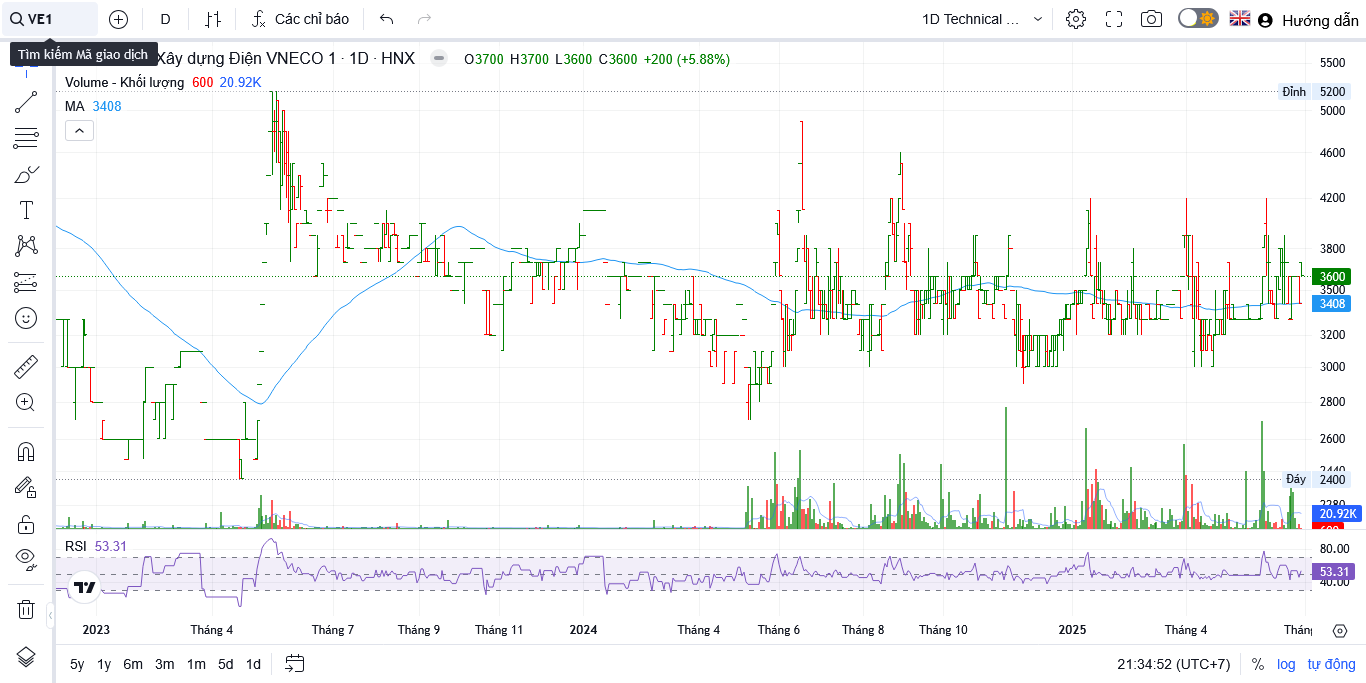 VE1
D
Các chỉ báo
1D Technical ...
Hướng dẫn
Tìm kiếm Mã giao dịch
Xây dựng Điện VNECO 1 · 1D · HNX
O3700 H3700 L3600 C3600 +200 (+5.88%)
Volume - Khối lượng 600 20.92K
MA 3408
5500
Đỉnh 5200
5000
4600
4200
3800
3600
3500
3408
3200
3000
2800
2600
2440
Đáy 2400
2280
20.92K
600
RSI 53.31
80.00
53.31
40.00
2023 Tháng 4 Tháng 7 Tháng 9 Tháng 11 2024 Tháng 4 Tháng 6 Tháng 8 Tháng 10 2025 Tháng 4 Thán
5y 1y 6m 3m 1m 5d 1d
21:34:52 (UTC+7) % log tự động